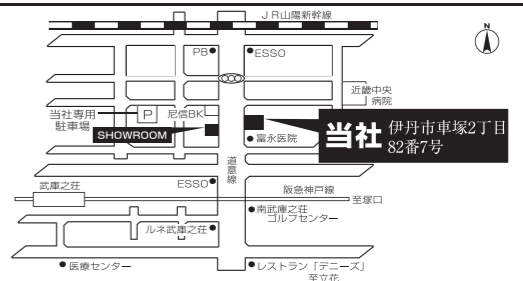 JR山陽新幹線
N
PB
ESSO
近畿中央
病院
当社専用
駐車場
P
尼信BK
SHOWROOM
当社 伊丹市車塚2丁目
82番7号
富永医院
道意線
ESSO
武庫之荘
阪急神戸線
至塚口
南武庫之荘
ゴルフセンター
ルネ武庫之荘
医療センター
レストラン「デニーズ」
至立花